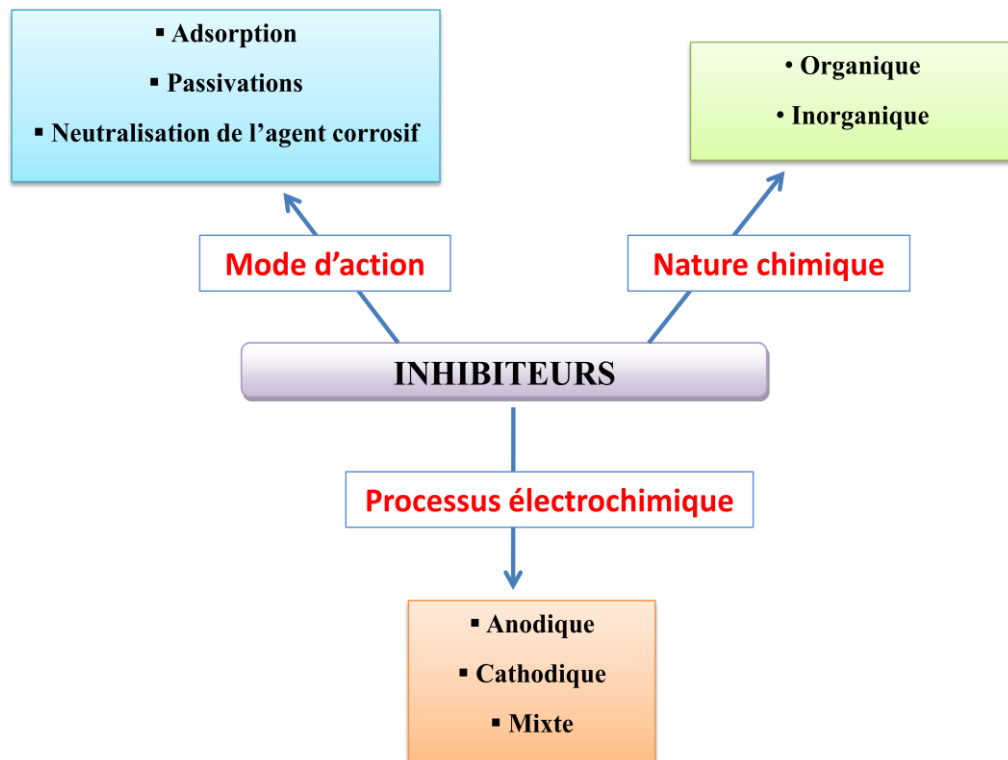 ▪ Adsorption
▪ Passivations
▪ Neutralisation de l’agent corrosif
• Organique
• Inorganique
Mode d’action
Nature chimique
INHIBITEURS
Processus électrochimique
▪ Anodique
▪ Cathodique
▪ Mixte